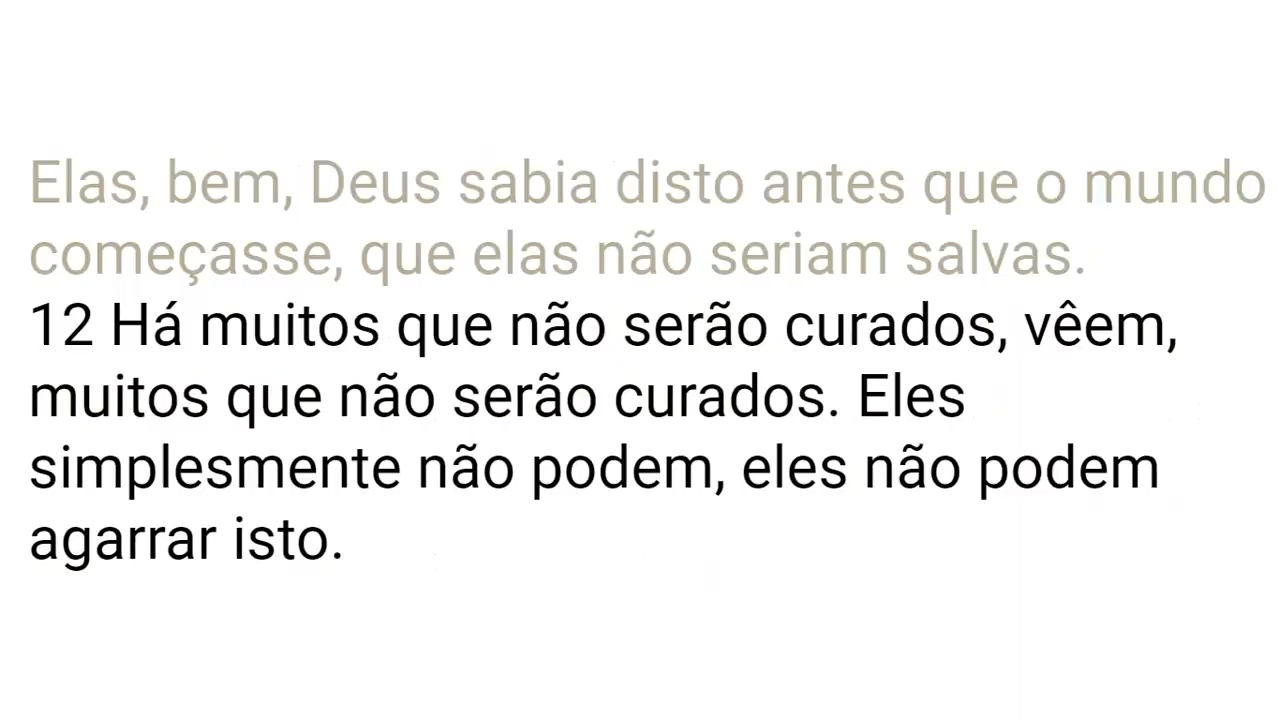 Elas, bem, Deus sabia disto antes que o mundo
começasse, que elas não seriam salvas.
12 Há muitos que não serão curados, vêem,
muitos que não serão curados. Eles
simplesmente não podem, eles não podem
agarrar isto.